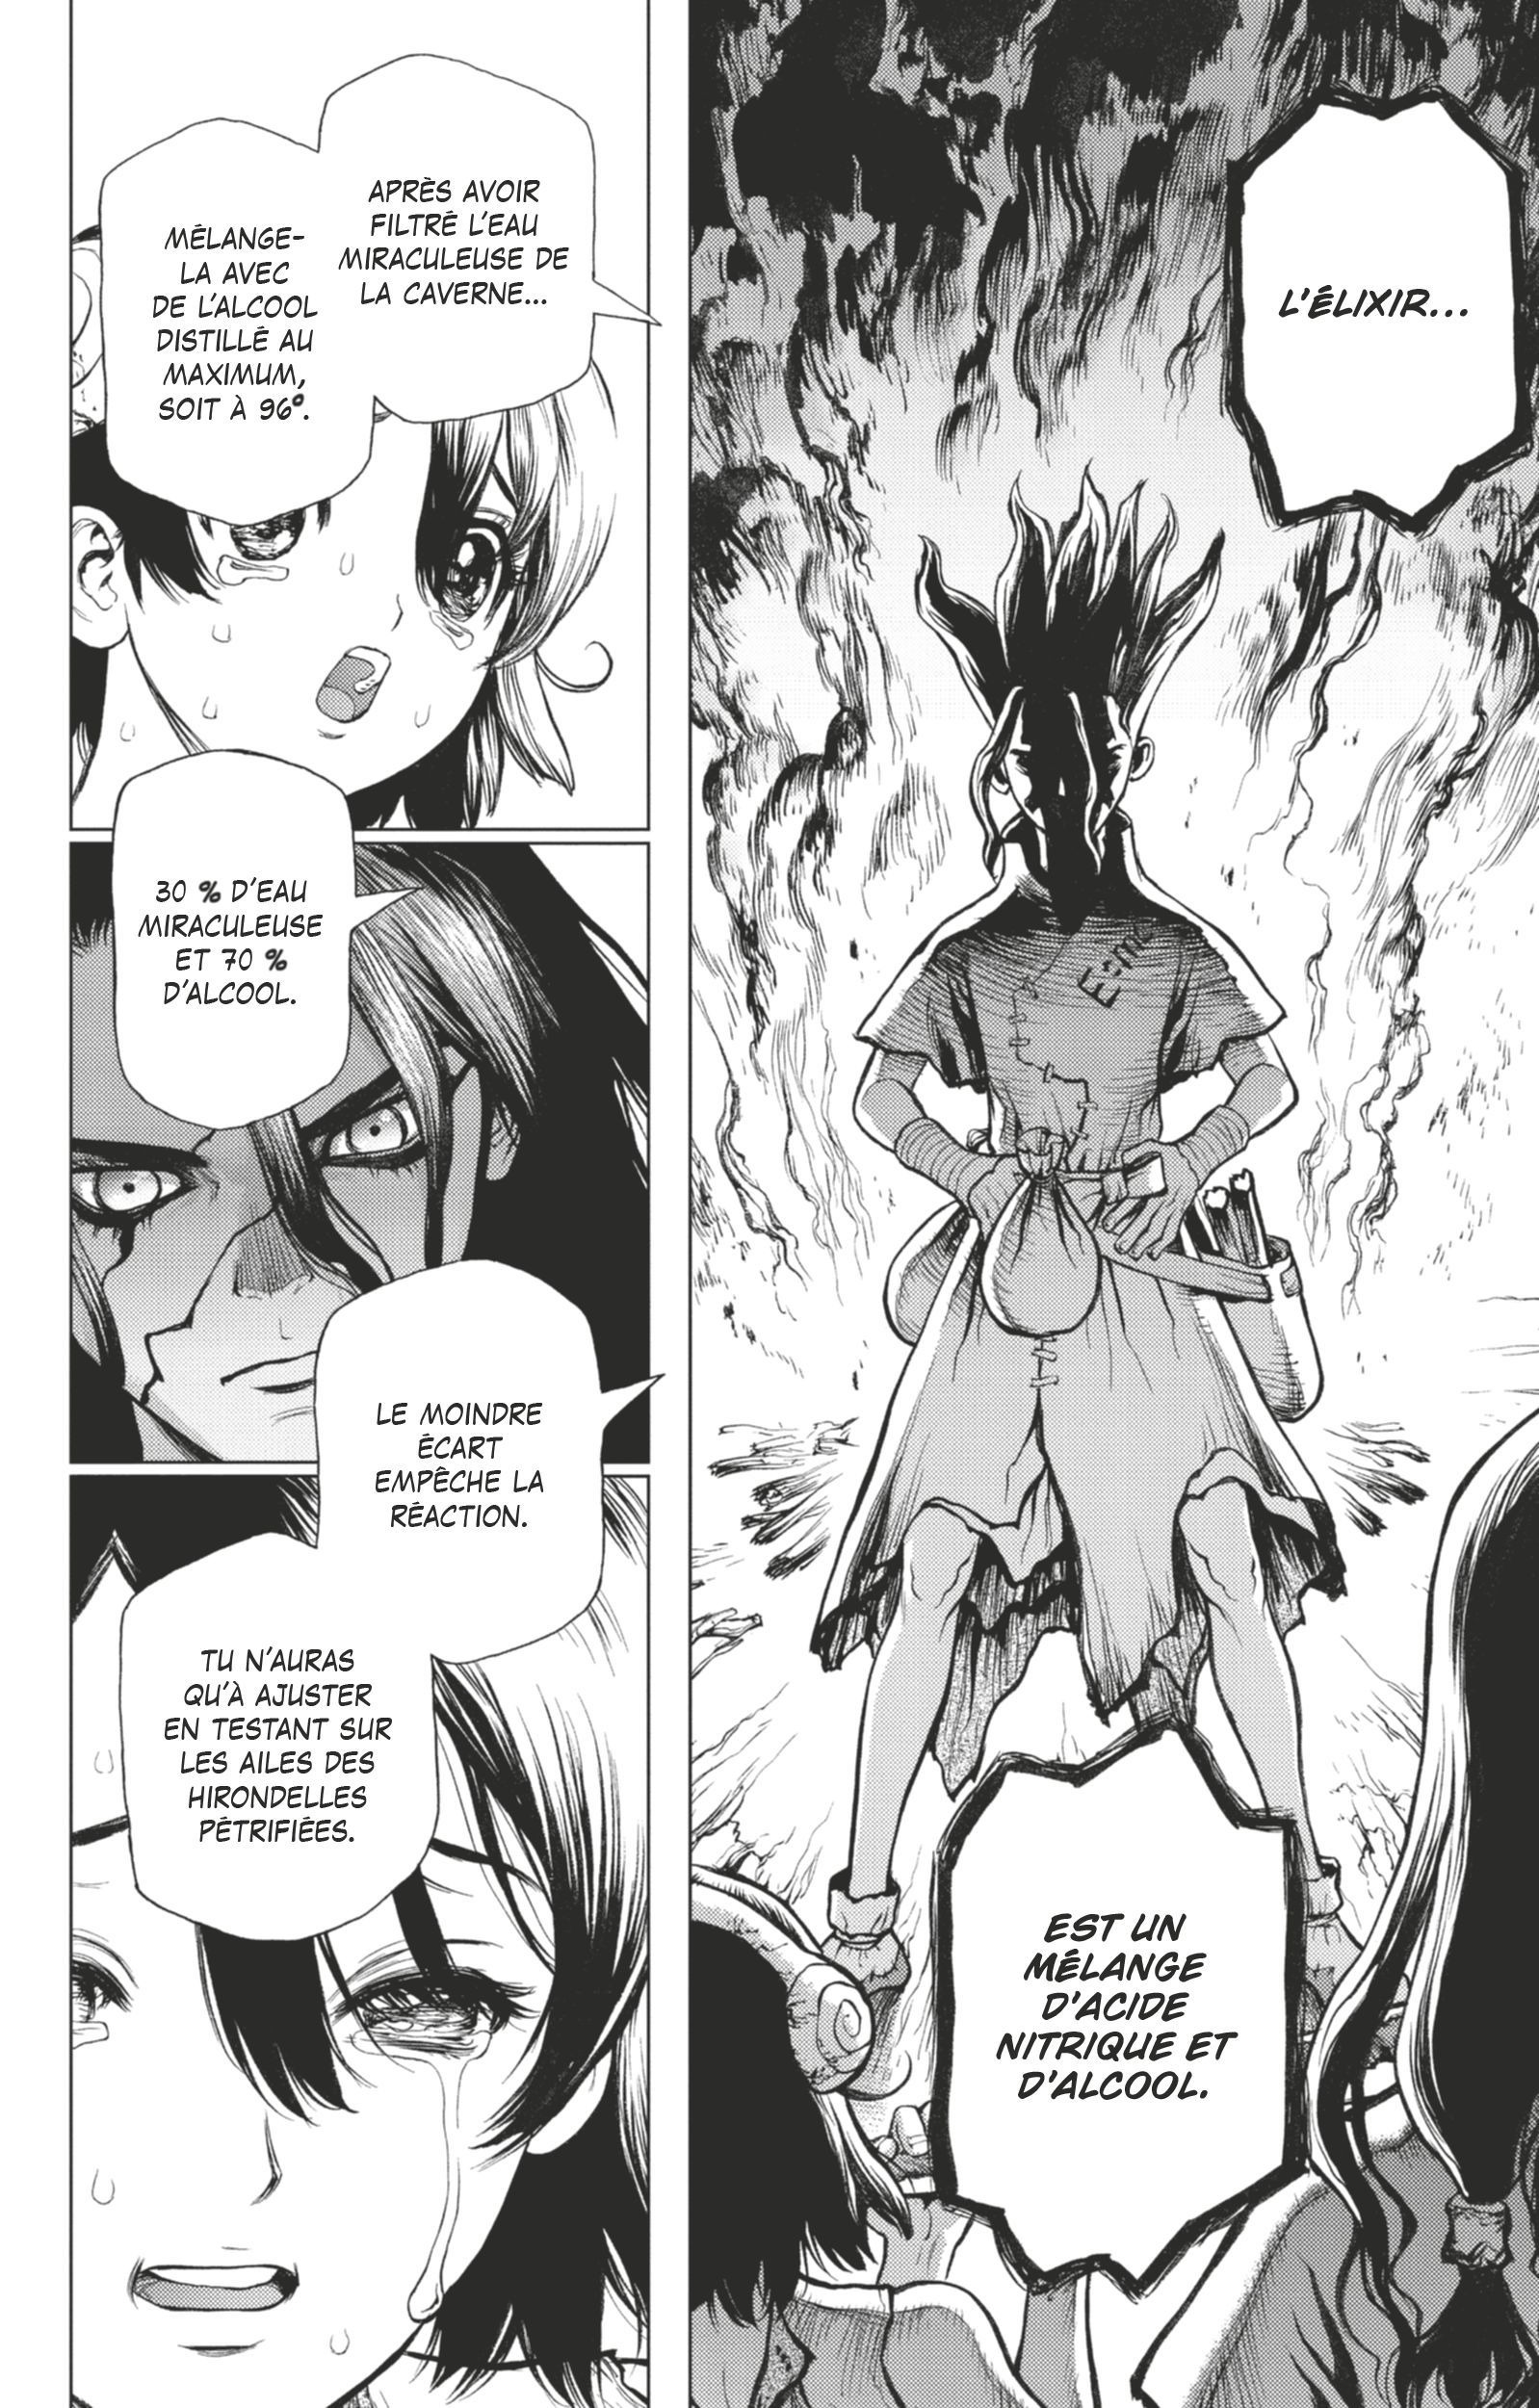 L'ÉLIXIR...
E=mc
EST UN
MÉLANGE
D'ACIDE
NITRIQUE ET
D'ALCOOL.
APRÈS AVOIR
FILTRÉ L'EAU
MIRACULEUSE DE
LA CAVERNE...
MÉLANGE-
LA AVEC
DE L'ALCOOL
DISTILLÉ AU
MAXIMUM,
SOIT À 96°.
30 % D'EAU
MIRACULEUSE
ET 70 %
D'ALCOOL.
LE MOINDRE
ÉCART
EMPÊCHE LA
RÉACTION.
TU N'AURAS
QU'À AJUSTER
EN TESTANT SUR
LES AILES DES
HIRONDELLES
PÉTRIFIÉES.